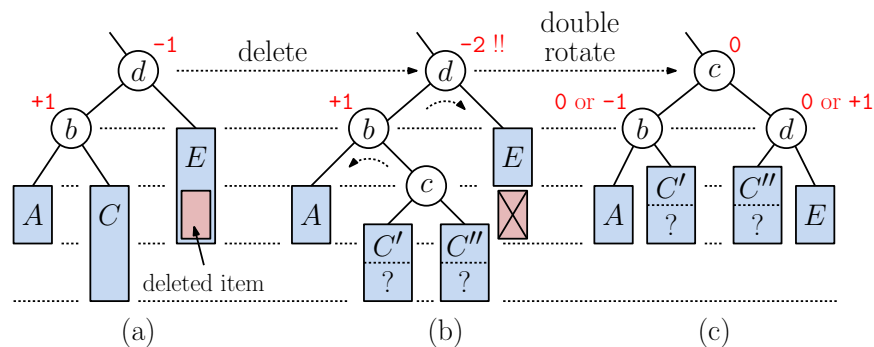 -1
d
delete
-2 !!
d
double
rotate
0
c
+1
b
+1
b
0 or -1
b
0 or +1
d
E
E
A
C
A
c
C′
?
C″
?
A
C′
?
C″
?
E
deleted item
(a)
(b)
(c)